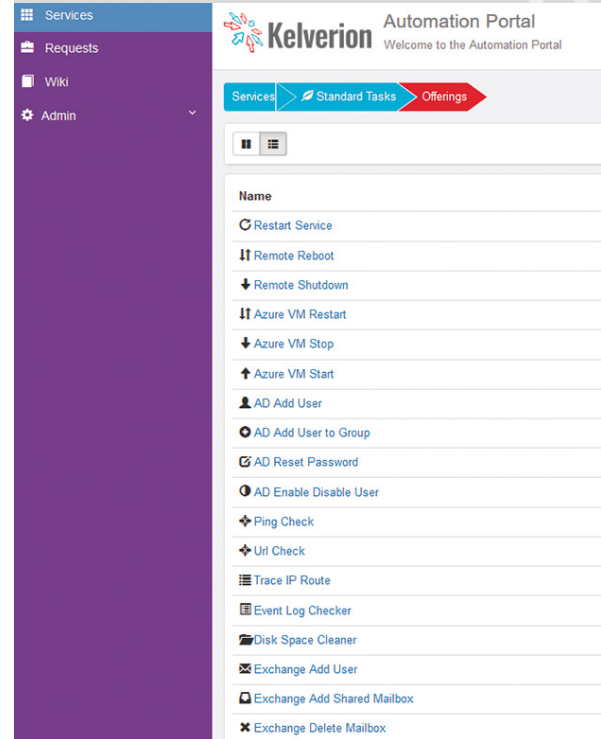 Services
Requests
Wiki
Admin
Kelverion
Automation Portal
Welcome to the Automation Portal
Services
Standard Tasks
Offerings
Name
Restart Service
Remote Reboot
Remote Shutdown
Azure VM Restart
Azure VM Stop
Azure VM Start
AD Add User
AD Add User to Group
AD Reset Password
AD Enable Disable User
Ping Check
Url Check
Trace IP Route
Event Log Checker
Disk Space Cleaner
Exchange Add User
Exchange Add Shared Mailbox
Exchange Delete Mailbox